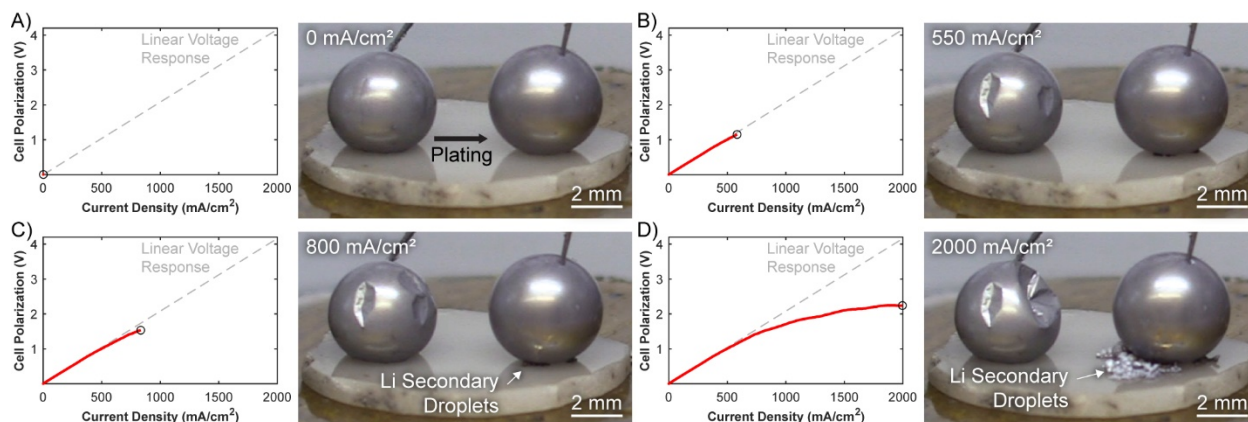 A)
Cell Polarization (V)
4
3
2
1
0
0
500
1000
1500
2000
Current Density (mA/cm²)
Linear Voltage
Response
0 mA/cm²
Plating
2 mm
B)
Cell Polarization (V)
4
3
2
1
0
0
500
1000
1500
2000
Current Density (mA/cm²)
Linear Voltage
Response
550 mA/cm²
2 mm
C)
Cell Polarization (V)
4
3
2
1
0
0
500
1000
1500
2000
Current Density (mA/cm²)
Linear Voltage
Response
800 mA/cm²
Li Secondary
Droplets
2 mm
D)
Cell Polarization (V)
4
3
2
1
0
0
500
1000
1500
2000
Current Density (mA/cm²)
Linear Voltage
Response
2000 mA/cm²
Li Secondary
Droplets
2 mm